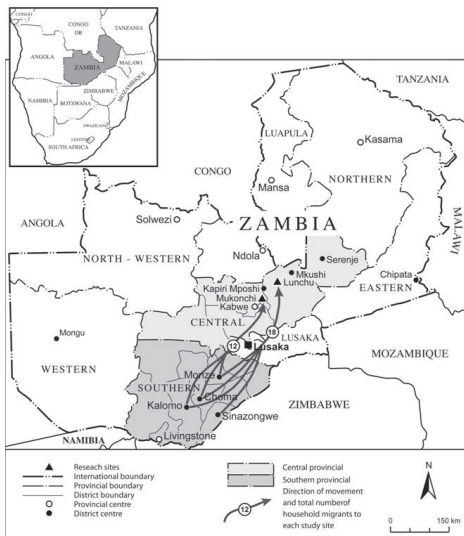 CONGO
CONGO
DR
TANZANIA
ANGOLA
ZAMBIA
MALAWI
MOZAMBIQUE
ZIMBABWE
NAMIBIA
BOTSWANA
SWAZILAND
LESOTHO
SOUTH AFRICA
TANZANIA
LUAPULA
Kasama
CONGO
Mansa
NORTHERN
ANGOLA
Solwezi
ZAMBIA
MALAWI
Ndola
NORTH - WESTERN
Serenje
Mkushi
Kapiri Mposhi
Lunchu
Chipata
Mukonchi
EASTERN
Kabwe
CENTRAL
18
Mongu
LUSAKA
12
Lusaka
MOZAMBIQUE
WESTERN
SOUTHERN
Monze
Choma
Kalomo
Sinazongwe
ZIMBABWE
Livingstone
NAMIBIA
Reseach sites
International boundary
Provincial boundary
District boundary
Provincial centre
District centre
Central provincial
Southern provincial
Direction of movement
and total numberof
household migrants to
each study site
12
N
0 150 km